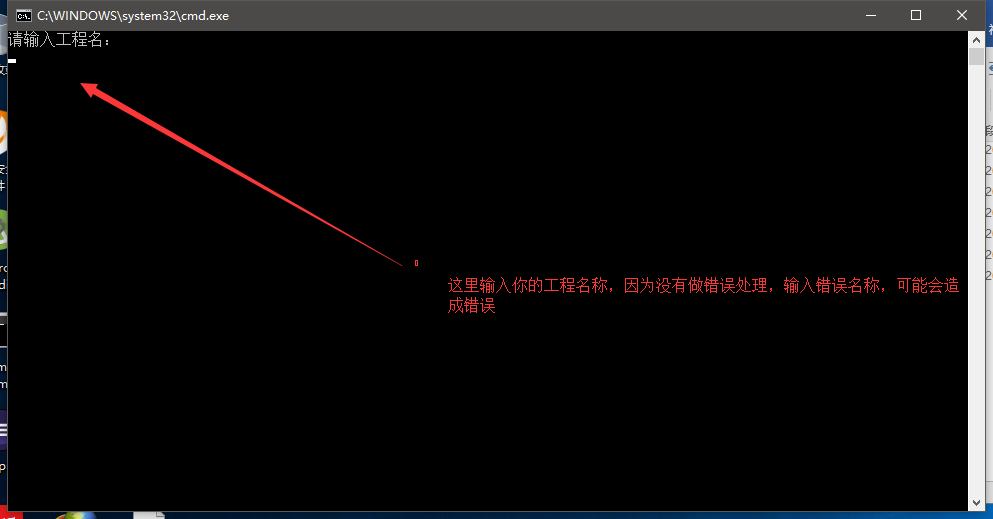 C:\WINDOWS\system32\cmd.exe
请输入工程名：
这里输入你的工程名称，因为没有做错误处理，输入错误名称，可能会造
成错误